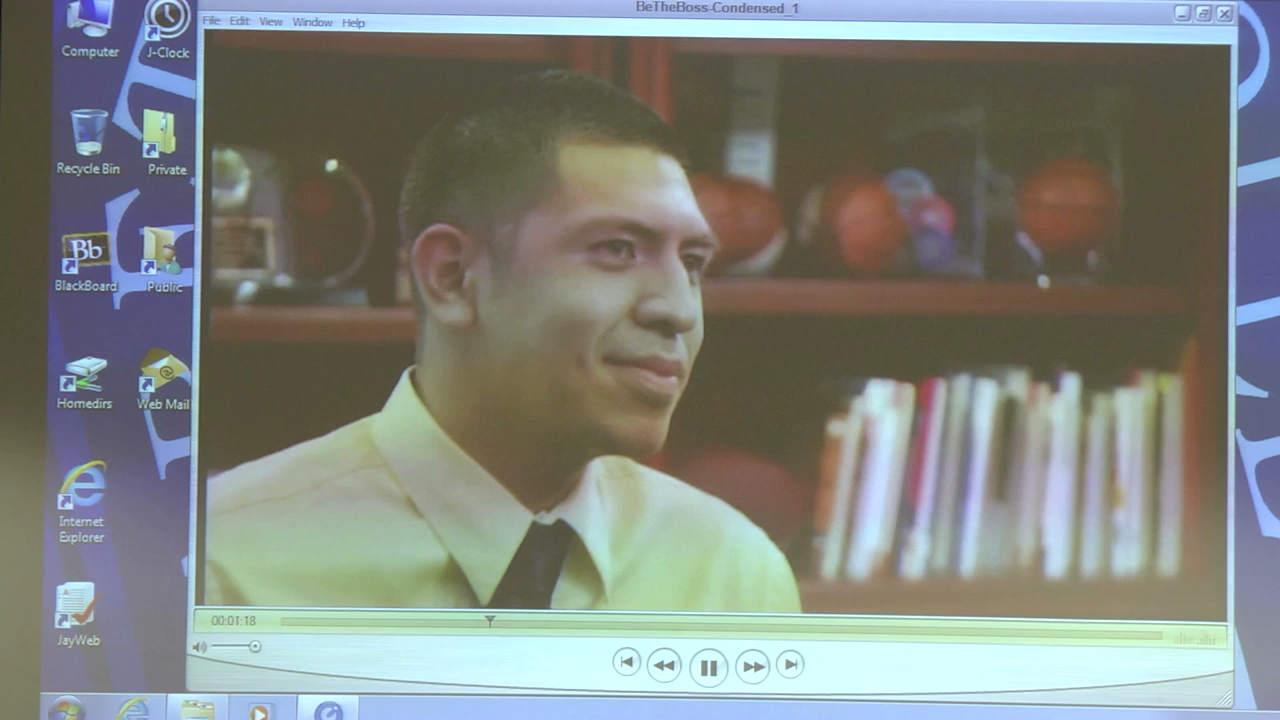 BeTheBoss-Condensed_1
File Edit View Window Help
Computer
J-Clock
Recycle Bin
Private
Bb
BlackBoard
Public
Homedirs
Web Mail
Internet
Explorer
JayWeb
00:01:18